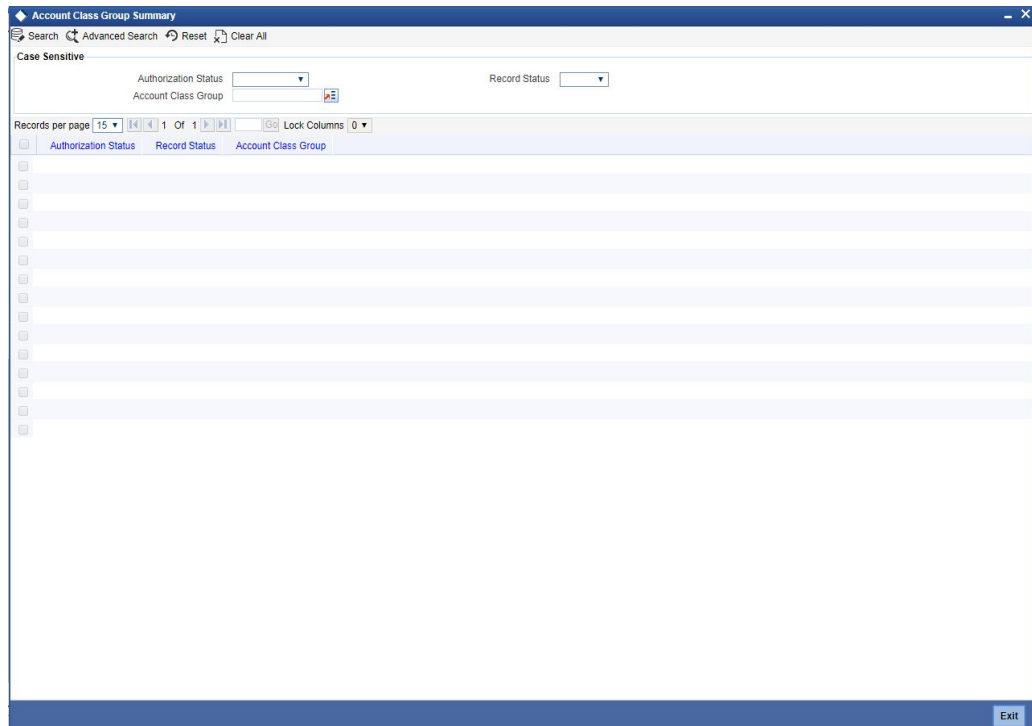 Account Class Group Summary
Search Advanced Search Reset Clear All
Case Sensitive
Authorization Status Record Status
Account Class Group
Records per page 15 1 Of 1 Go Lock Columns 0
Authorization Status Record Status Account Class Group
Exit